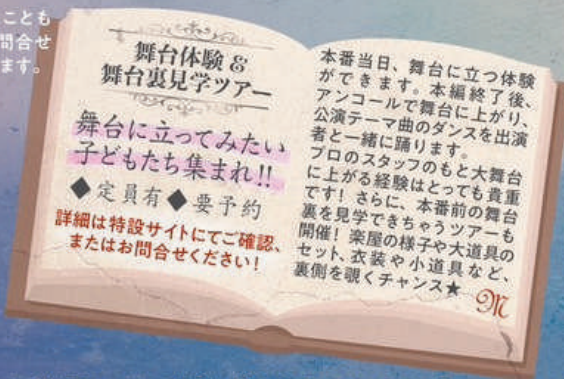 ことも
問合せ
ます。
舞台体験 &
舞台裏見学ツアー
舞台に立ってみたい
子どもたち集まれ!!
◆定員有◆要予約
詳細は特設サイトにてご確認、
またはお問合せください!
本番当日、舞台に立つ体験
ができます。本編終了後、
アンコールで舞台に上がり、
公演テーマ曲のダンスを出演
者と一緒に踊ります。
プロのスタッフのもと大舞台
に上がる経験はとっても貴重
です! さらに、本番前の舞台
裏を見学できちゃうツアーも
開催! 楽屋の様子や大道具の
セット、衣装や小道具など、
裏側を覗くチャンス★
M